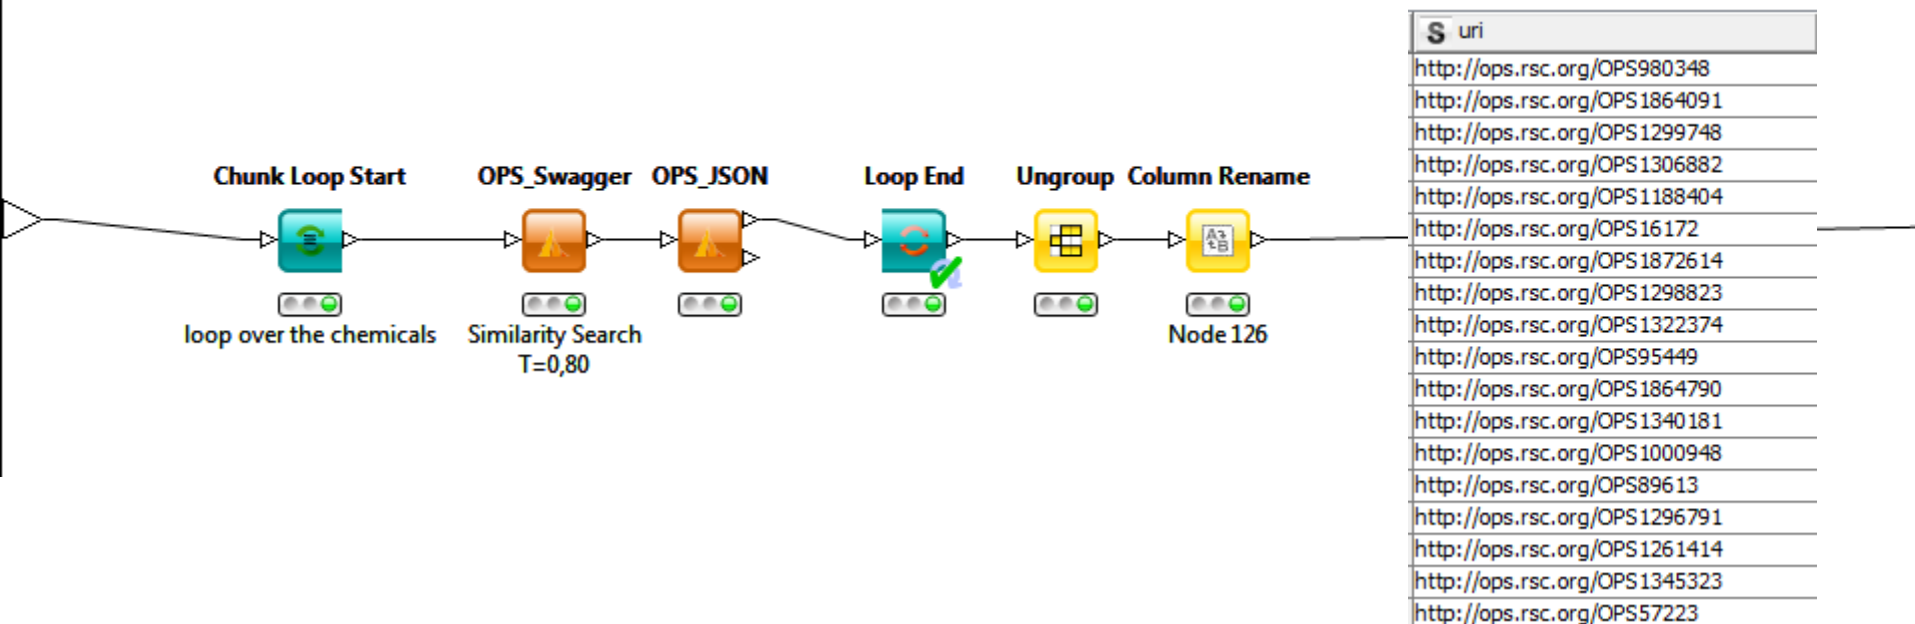 Chunk Loop Start
OPS_Swagger
OPS_JSON
Loop End
Ungroup
Column Rename
loop over the chemicals
Similarity Search
T=0,80
Node 126
S uri
http://ops.rsc.org/OPS980348
http://ops.rsc.org/OPS1864091
http://ops.rsc.org/OPS1299748
http://ops.rsc.org/OPS1306882
http://ops.rsc.org/OPS1188404
http://ops.rsc.org/OPS16172
http://ops.rsc.org/OPS1872614
http://ops.rsc.org/OPS1298823
http://ops.rsc.org/OPS1322374
http://ops.rsc.org/OPS95449
http://ops.rsc.org/OPS1864790
http://ops.rsc.org/OPS1340181
http://ops.rsc.org/OPS1000948
http://ops.rsc.org/OPS89613
http://ops.rsc.org/OPS1296791
http://ops.rsc.org/OPS1261414
http://ops.rsc.org/OPS1345323
http://ops.rsc.org/OPS57223